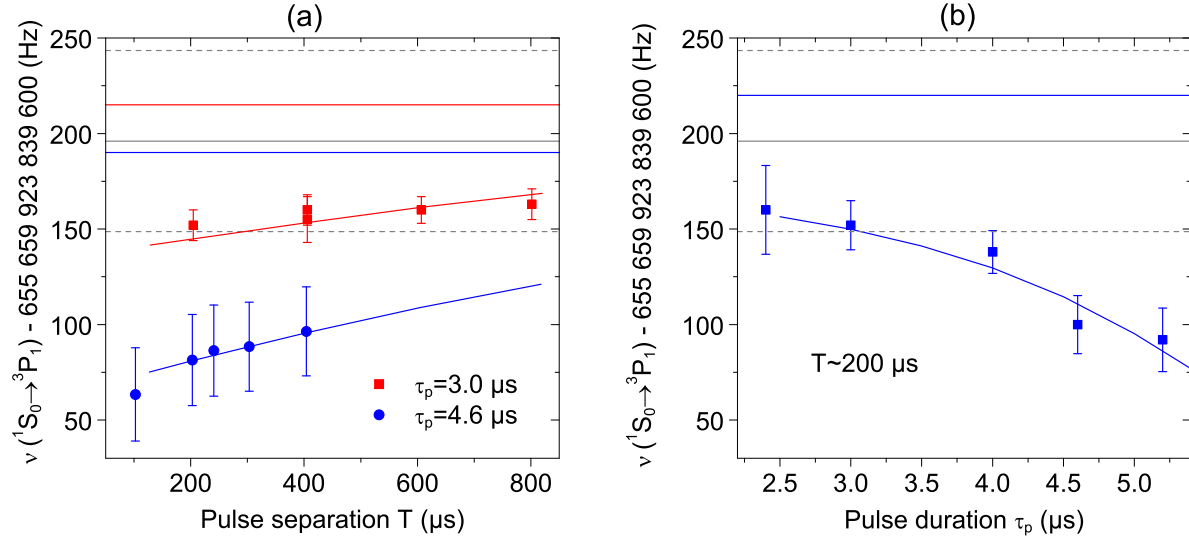 (a)
ν (¹S₀→³P₁) - 655 659 923 839 600 (Hz)
250
200
150
100
50
τₚ=3.0 µs
τₚ=4.6 µs
200 400 600 800
Pulse separation T (µs)
(b)
ν (¹S₀→³P₁) - 655 659 923 839 600 (Hz)
250
200
150
100
50
T~200 µs
2.5 3.0 3.5 4.0 4.5 5.0
Pulse duration τₚ (µs)